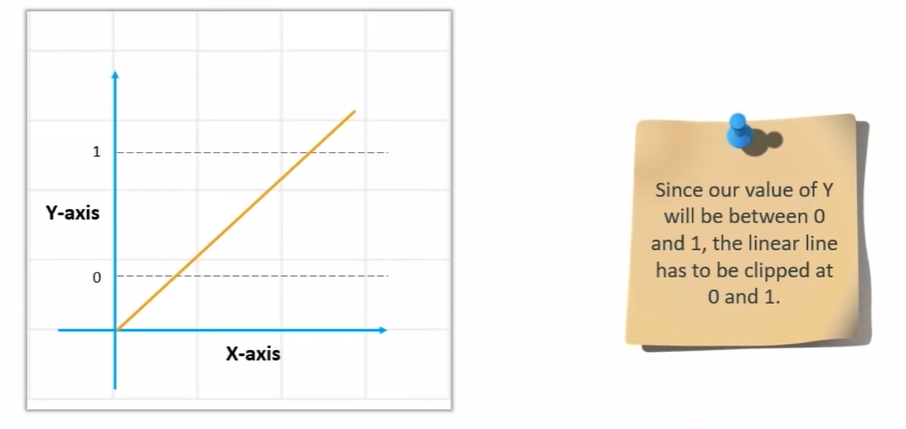 1
Y-axis
0
X-axis
Since our value of Y
will be between 0
and 1, the linear line
has to be clipped at
0 and 1.